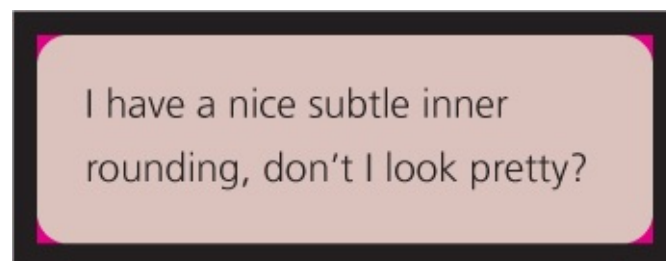 I have a nice subtle inner
rounding, don’t I look pretty?